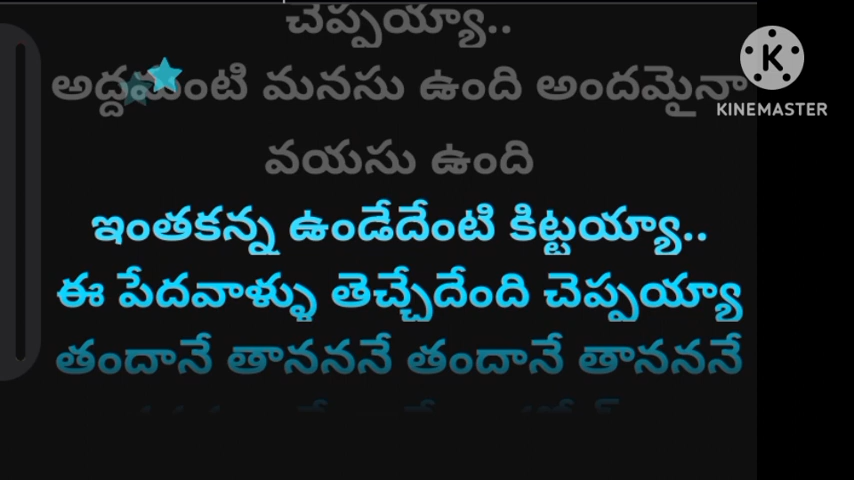 చెప్పయ్యా..
అద్దమంటి మనసు ఉంది అందమైనా
వయసు ఉంది
ఇంతకన్న ఉండేదేంటి కిట్టయ్యా..
ఈ పేదవాళ్ళు తెచ్చేదేంది చెప్పయ్యా
తందానే తానననే తందానే తానననే
KINEMASTER